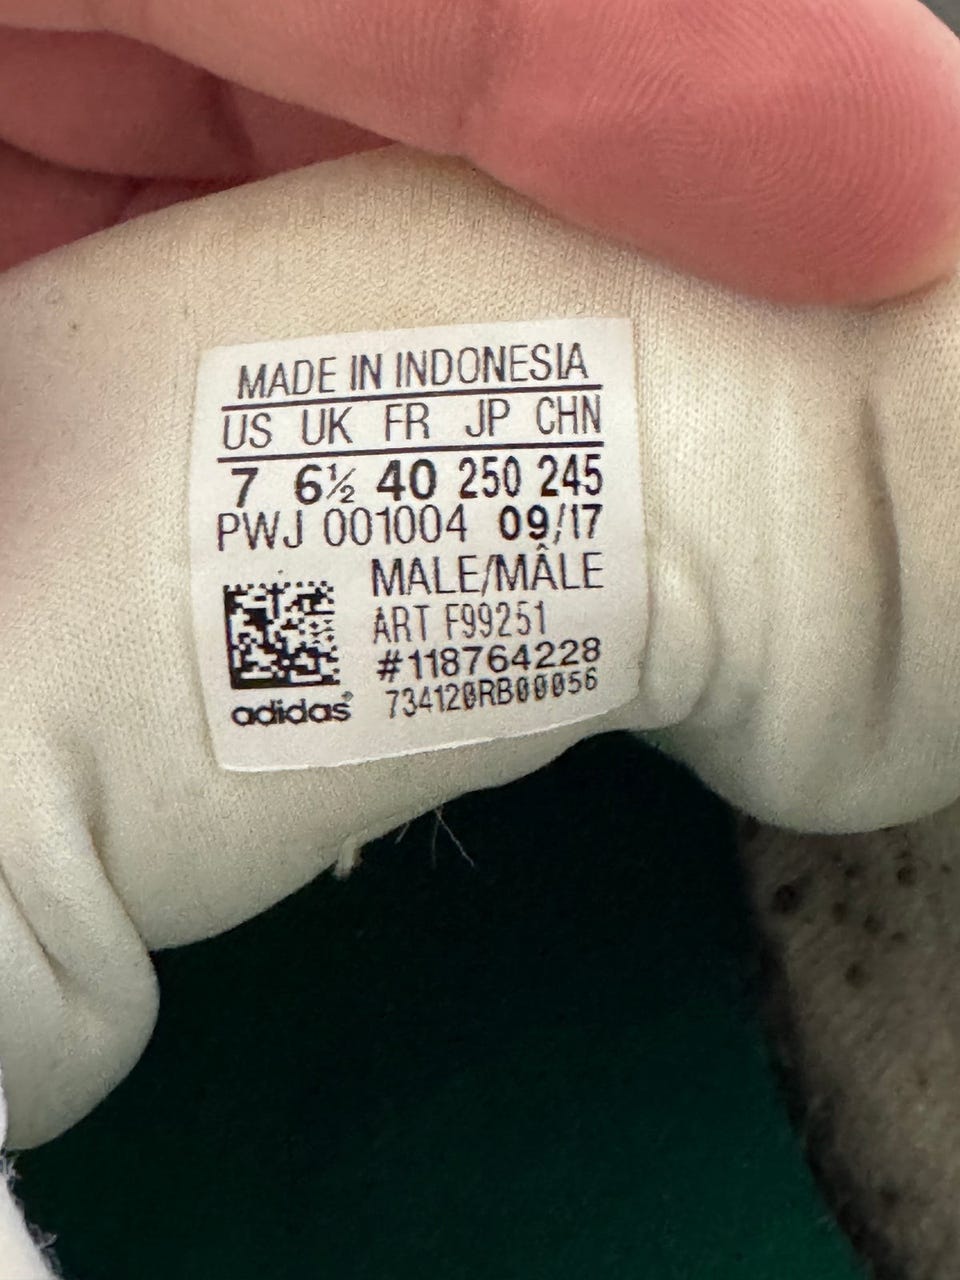 MADE IN INDONESIA
US UK FR JP CHN
7 6½ 40 250 245
PWJ 001004 09/17
MALE/MÂLE
ART F99251
#118764228
734120RB00056
adidas®